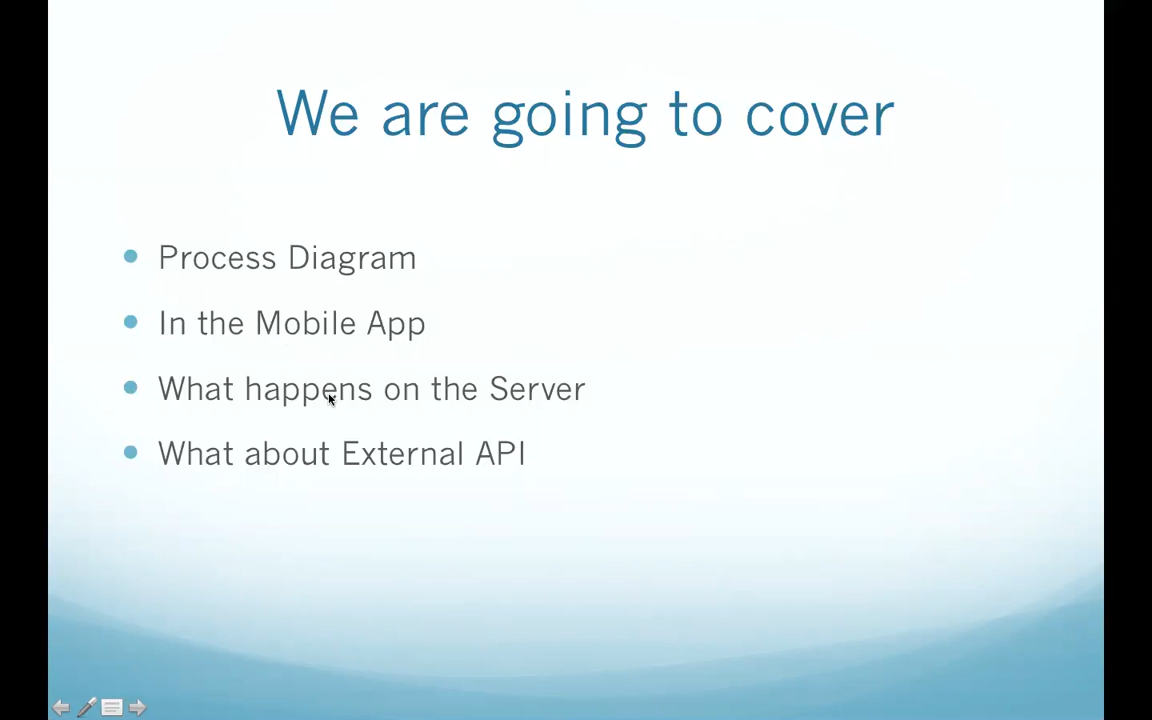 We are going to cover
Process Diagram
In the Mobile App
What happens on the Server
What about External API